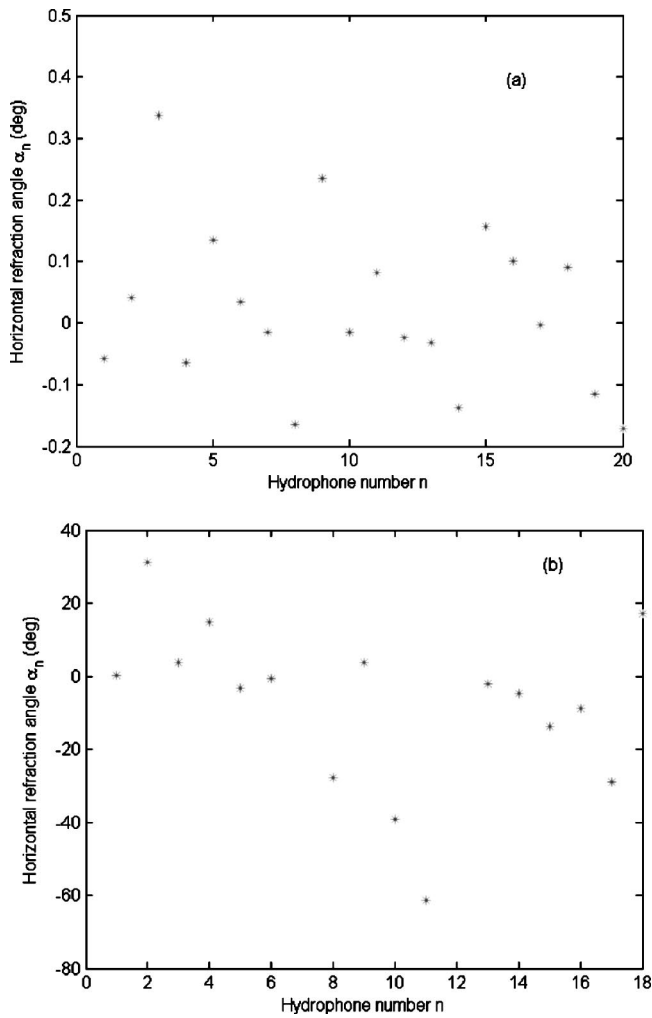 0.5
0.4
(a)
0.3
0.2
0.1
0
-0.1
-0.2
Horizontal refraction angle αn (deg)
0 5 10 15 20
Hydrophone number n
40
(b)
20
0
-20
-40
-60
-80
Horizontal refraction angle αn (deg)
0 2 4 6 8 10 12 14 16 18
Hydrophone number n